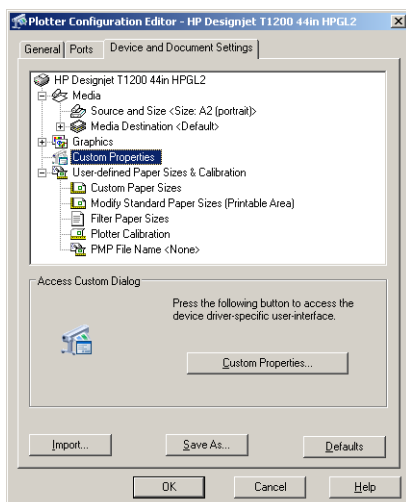 Plotter Configuration Editor - HP Designjet T1200 44in HPGL2
General Ports Device and Document Settings
HP Designjet T1200 44in HPGL2
Media
Source and Size <Size: A2 (portrait)>
Media Destination <Default>
Graphics
Custom Properties
User-defined Paper Sizes & Calibration
Custom Paper Sizes
Modify Standard Paper Sizes (Printable Area)
Filter Paper Sizes
Plotter Calibration
PMP File Name <None>
Access Custom Dialog
Press the following button to access the
device driver-specific user-interface.
Custom Properties...
Import... Save As... Defaults
OK Cancel Help